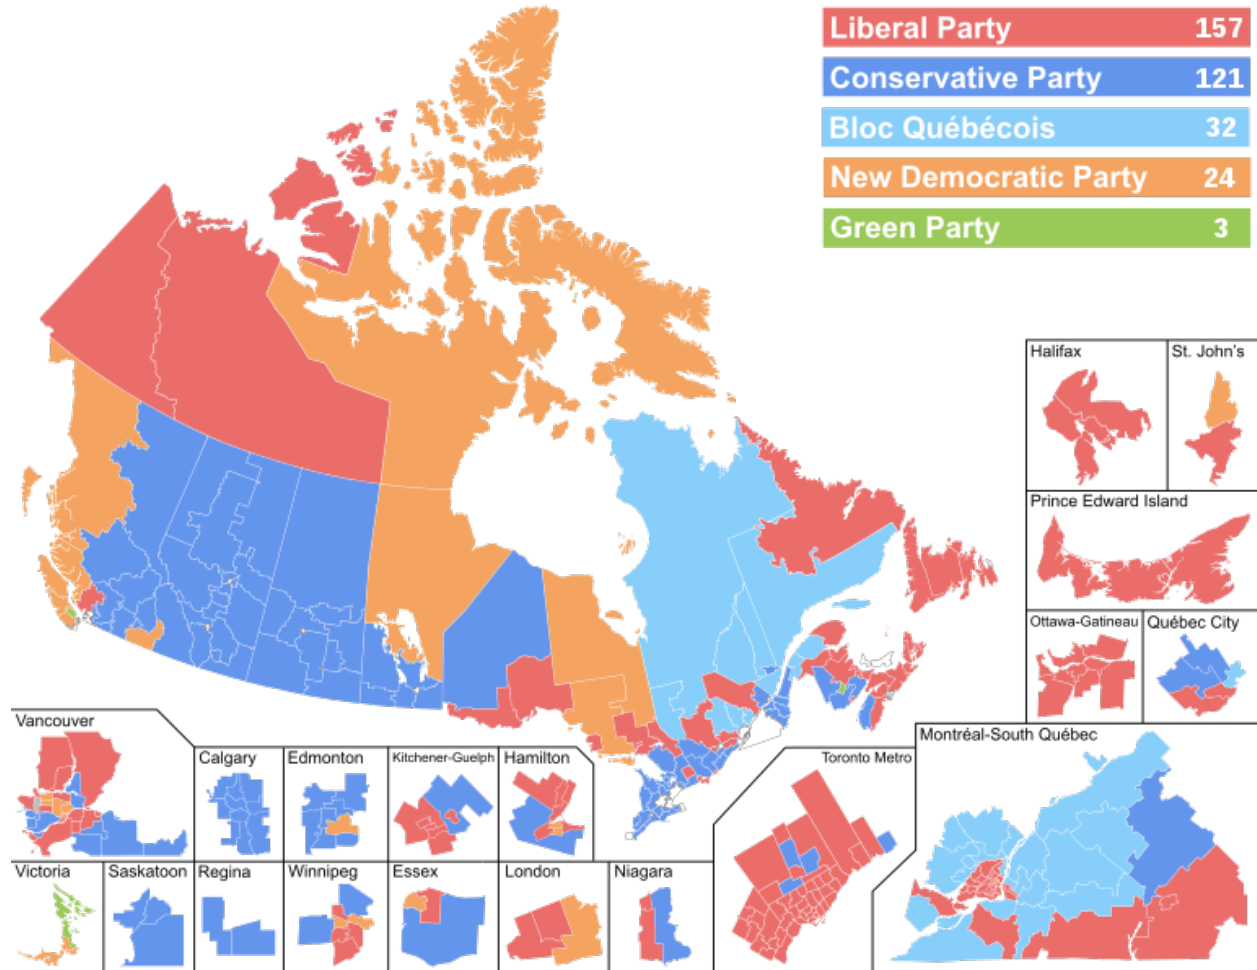 Liberal Party 157
Conservative Party 121
Bloc Québécois 32
New Democratic Party 24
Green Party 3
Halifax
St. John's
Prince Edward Island
Ottawa-Gatineau
Québec City
Vancouver
Calgary
Edmonton
Kitchener-Guelph
Hamilton
Toronto Metro
Montréal-South Québec
Victoria
Saskatoon
Regina
Winnipeg
Essex
London
Niagara